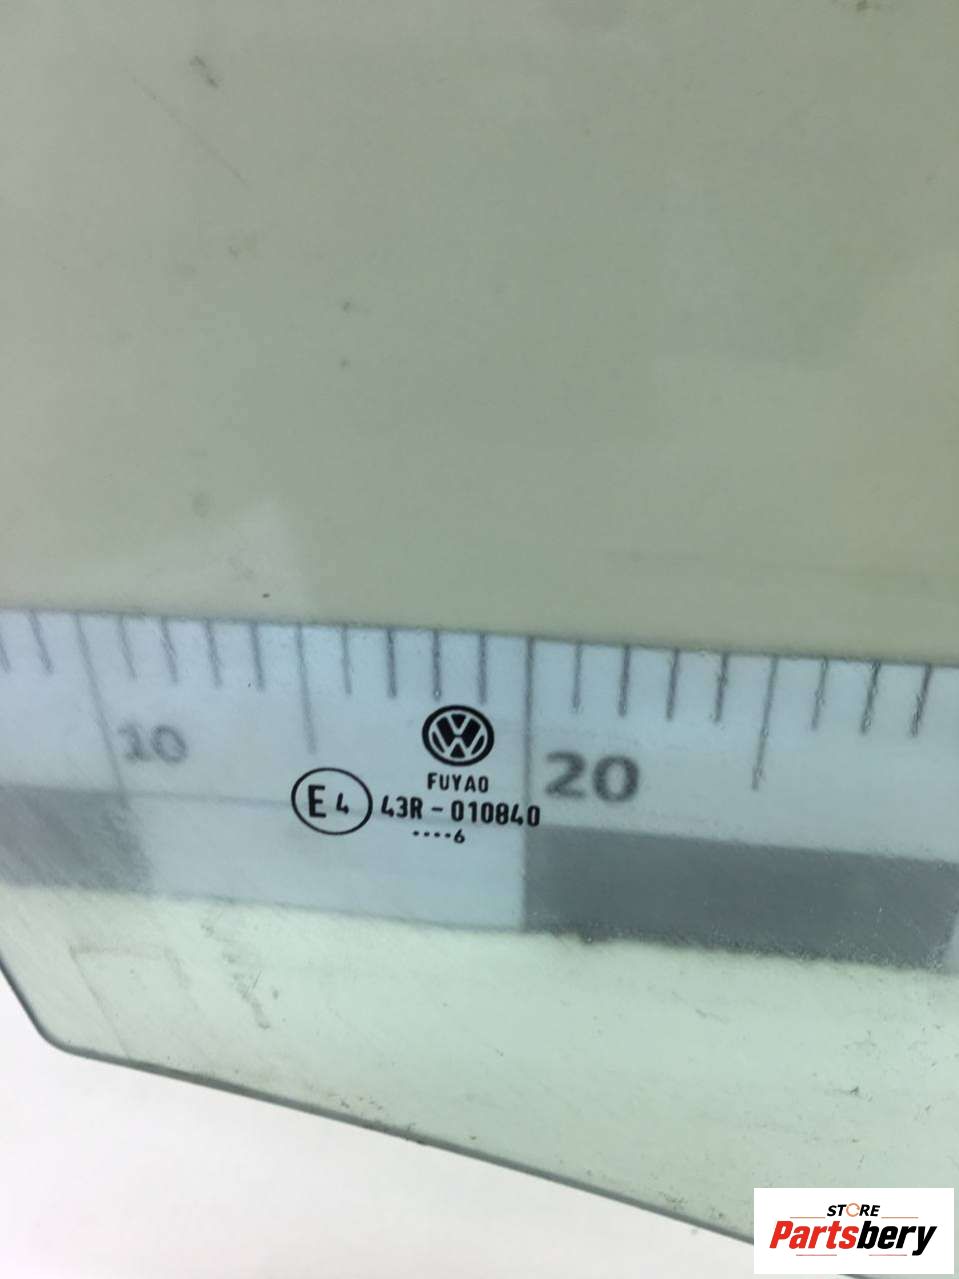 10
20
FUYAO
E4 43R - 010840
....6
STORE
Partsbery